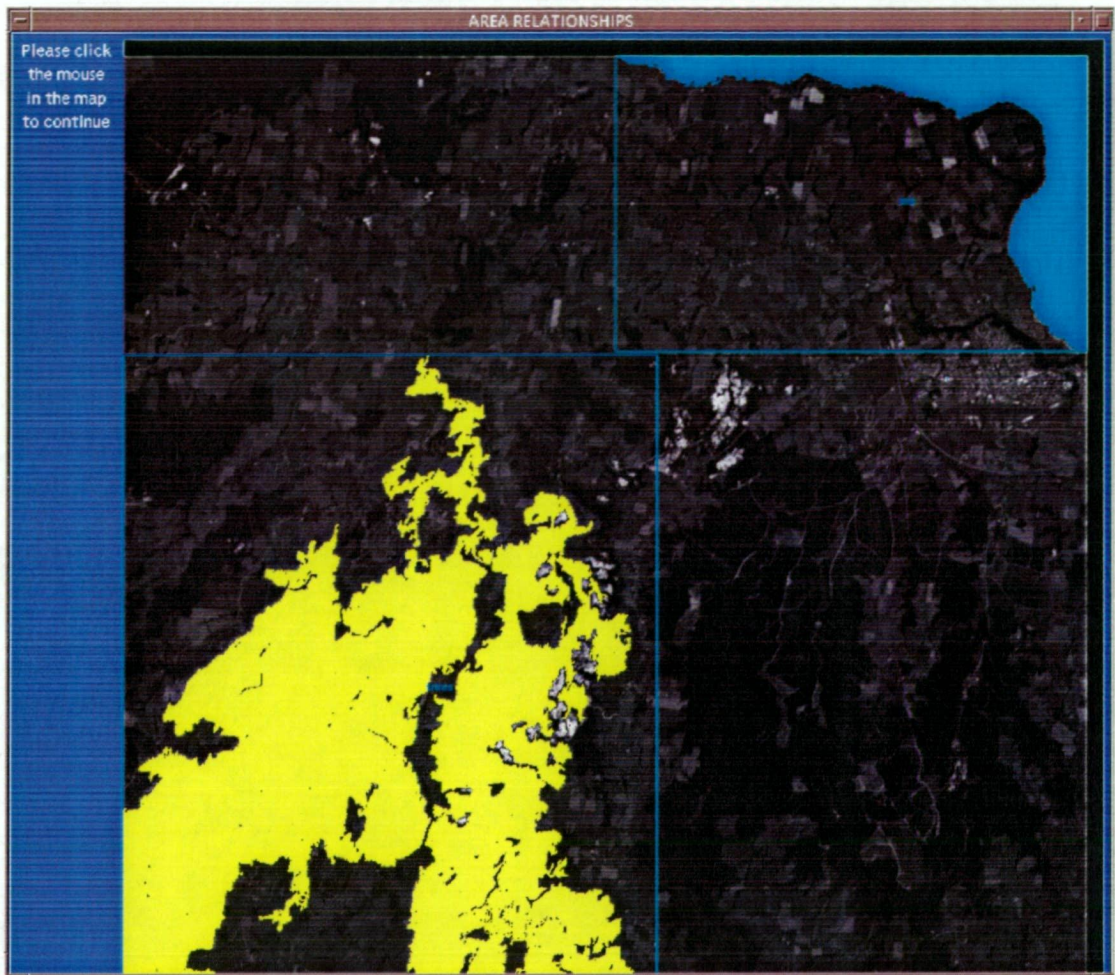 AREA RELATIONSHIPS
Please click
the mouse
in the map
to continue